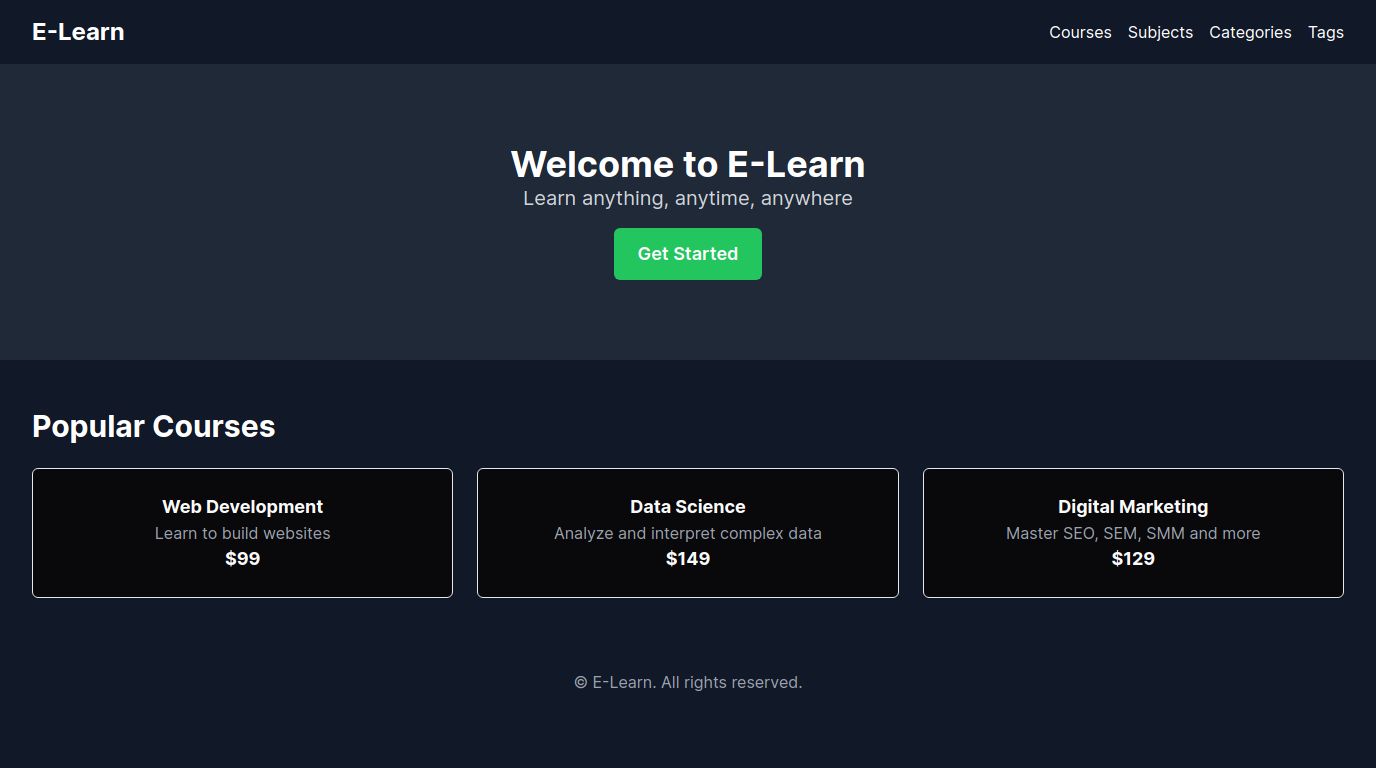 E-Learn
Courses Subjects Categories Tags
Welcome to E-Learn
Learn anything, anytime, anywhere
Get Started
Popular Courses
Web Development
Learn to build websites
$99
Data Science
Analyze and interpret complex data
$149
Digital Marketing
Master SEO, SEM, SMM and more
$129
© E-Learn. All rights reserved.